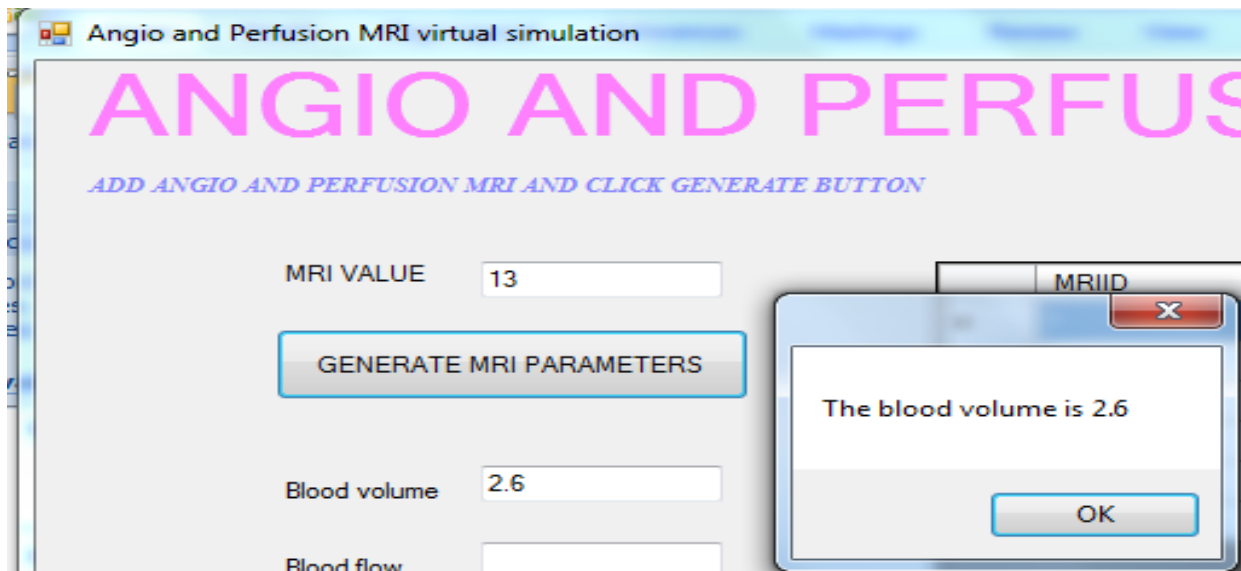 Angio and Perfusion MRI virtual simulation
ANGIO AND PERFUS
ADD ANGIO AND PERFUSION MRI AND CLICK GENERATE BUTTON
MRI VALUE 13
MRIID
GENERATE MRI PARAMETERS
The blood volume is 2.6
Blood volume 2.6
OK
Blood flow